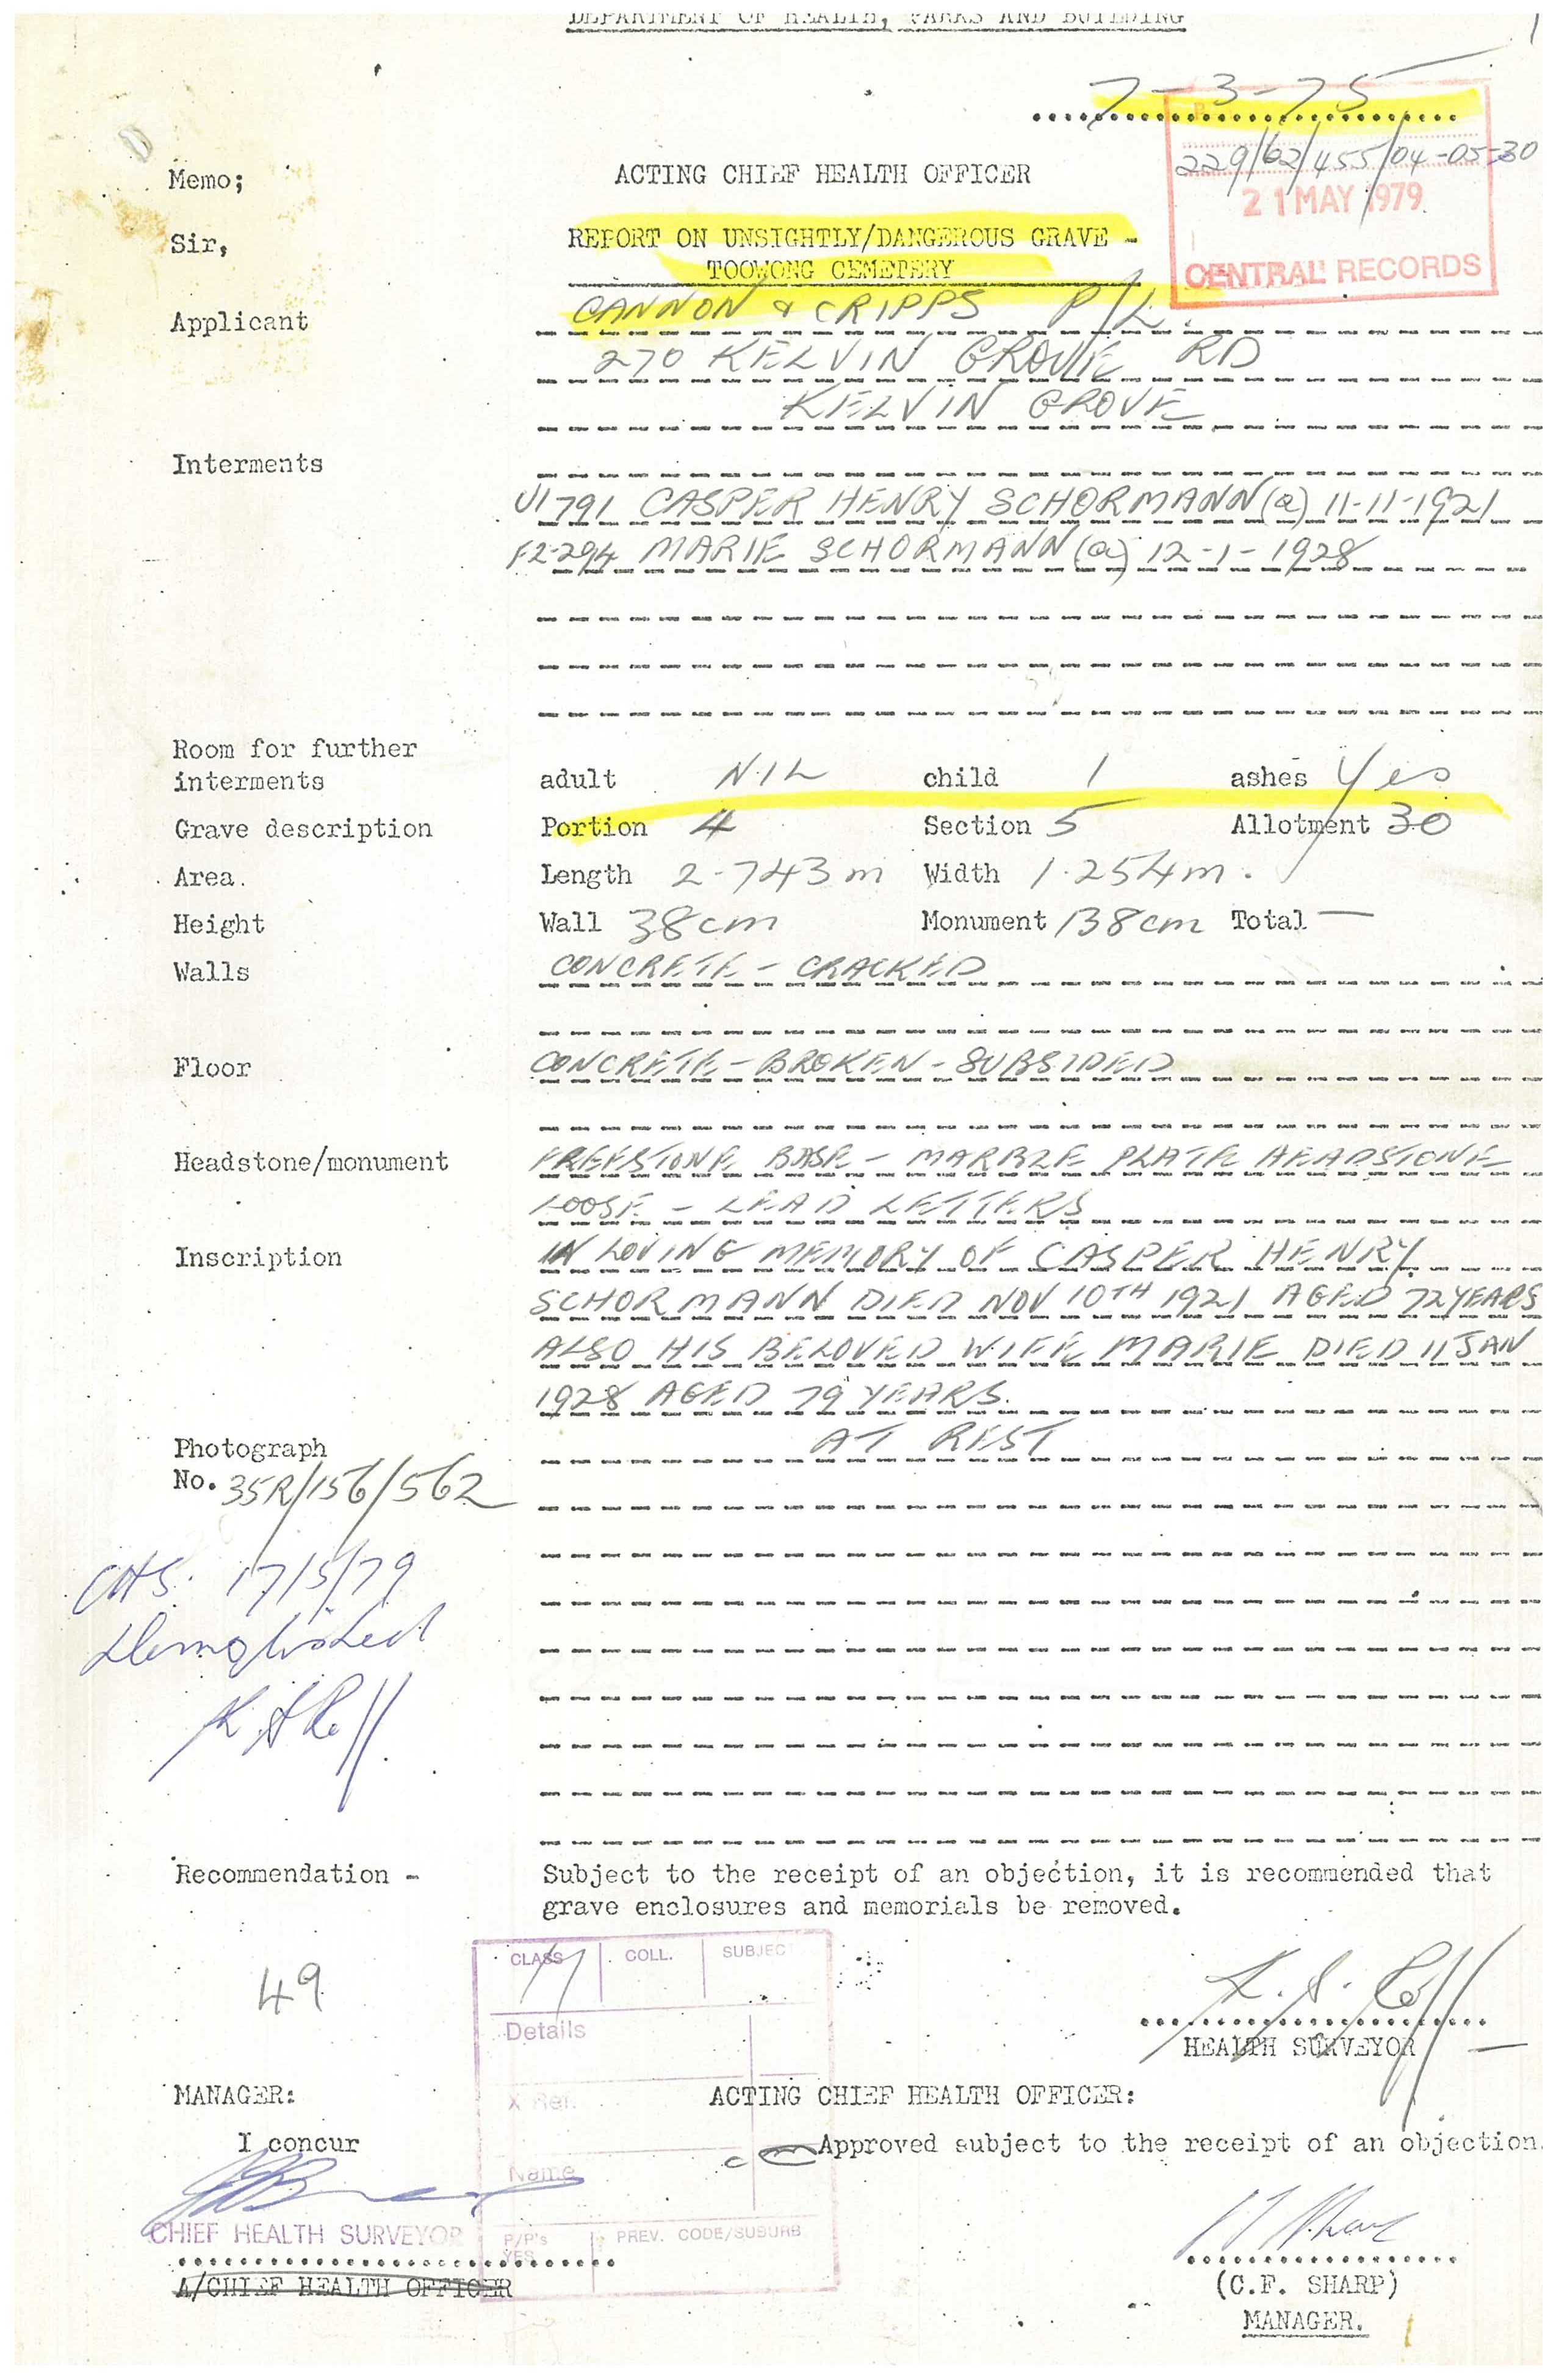 DEPARTMENT OF HEALTH, PARKS AND BUILDING
7-3-75
229/62/455/04-05-30
21 MAY 1979
CENTRAL RECORDS
Memo; ACTING CHIEF HEALTH OFFICER
Sir, REPORT ON UNSIGHTLY/DANGEROUS GRAVE -
TOOWONG CEMETERY
Applicant CANNON & CRIPPS P/L.
270 KELVIN GROVE RD
KELVIN GROVE
Interments
U1791 CASPER HENRY SCHORMANN (a) 11-11-1921
F2-294 MARIE SCHORMANN (a) 12-1-1928
Room for further
interments adult NIL child 1 ashes Yes
Grave description Portion 4 Section 5 Allotment 30
Area. Length 2.743m Width 1.254m.
Height Wall 38cm Monument 138cm Total —
Walls CONCRETE - CRACKED
Floor CONCRETE - BROKEN - SUBSIDED
Headstone/monument FREESTONE BASE - MARBLE PLATE HEADSTONE
LOOSE - LEAD LETTERS
Inscription IN LOVING MEMORY OF CASPER HENRY
SCHORMANN DIED NOV 10TH 1921 AGED 72 YEARS
ALSO HIS BELOVED WIFE MARIE DIED 11 JAN
1928 AGED 79 YEARS.
AT REST
Photograph
No. 35R/156/562
CHS: 17/5/79
Demolished
Recommendation - Subject to the receipt of an objection, it is recommended that
grave enclosures and memorials be removed.
49
CLASS COLL. SUBJEC
Details
X Ref.
Name
P/P's PREV. CODE/SUBURB
YES
HEALTH SURVEYOR
MANAGER: ACTING CHIEF HEALTH OFFICER:
I concur Approved subject to the receipt of an objection.
CHIEF HEALTH SURVEYOR
A/CHIEF HEALTH OFFICER
(C.F. SHARP)
MANAGER.